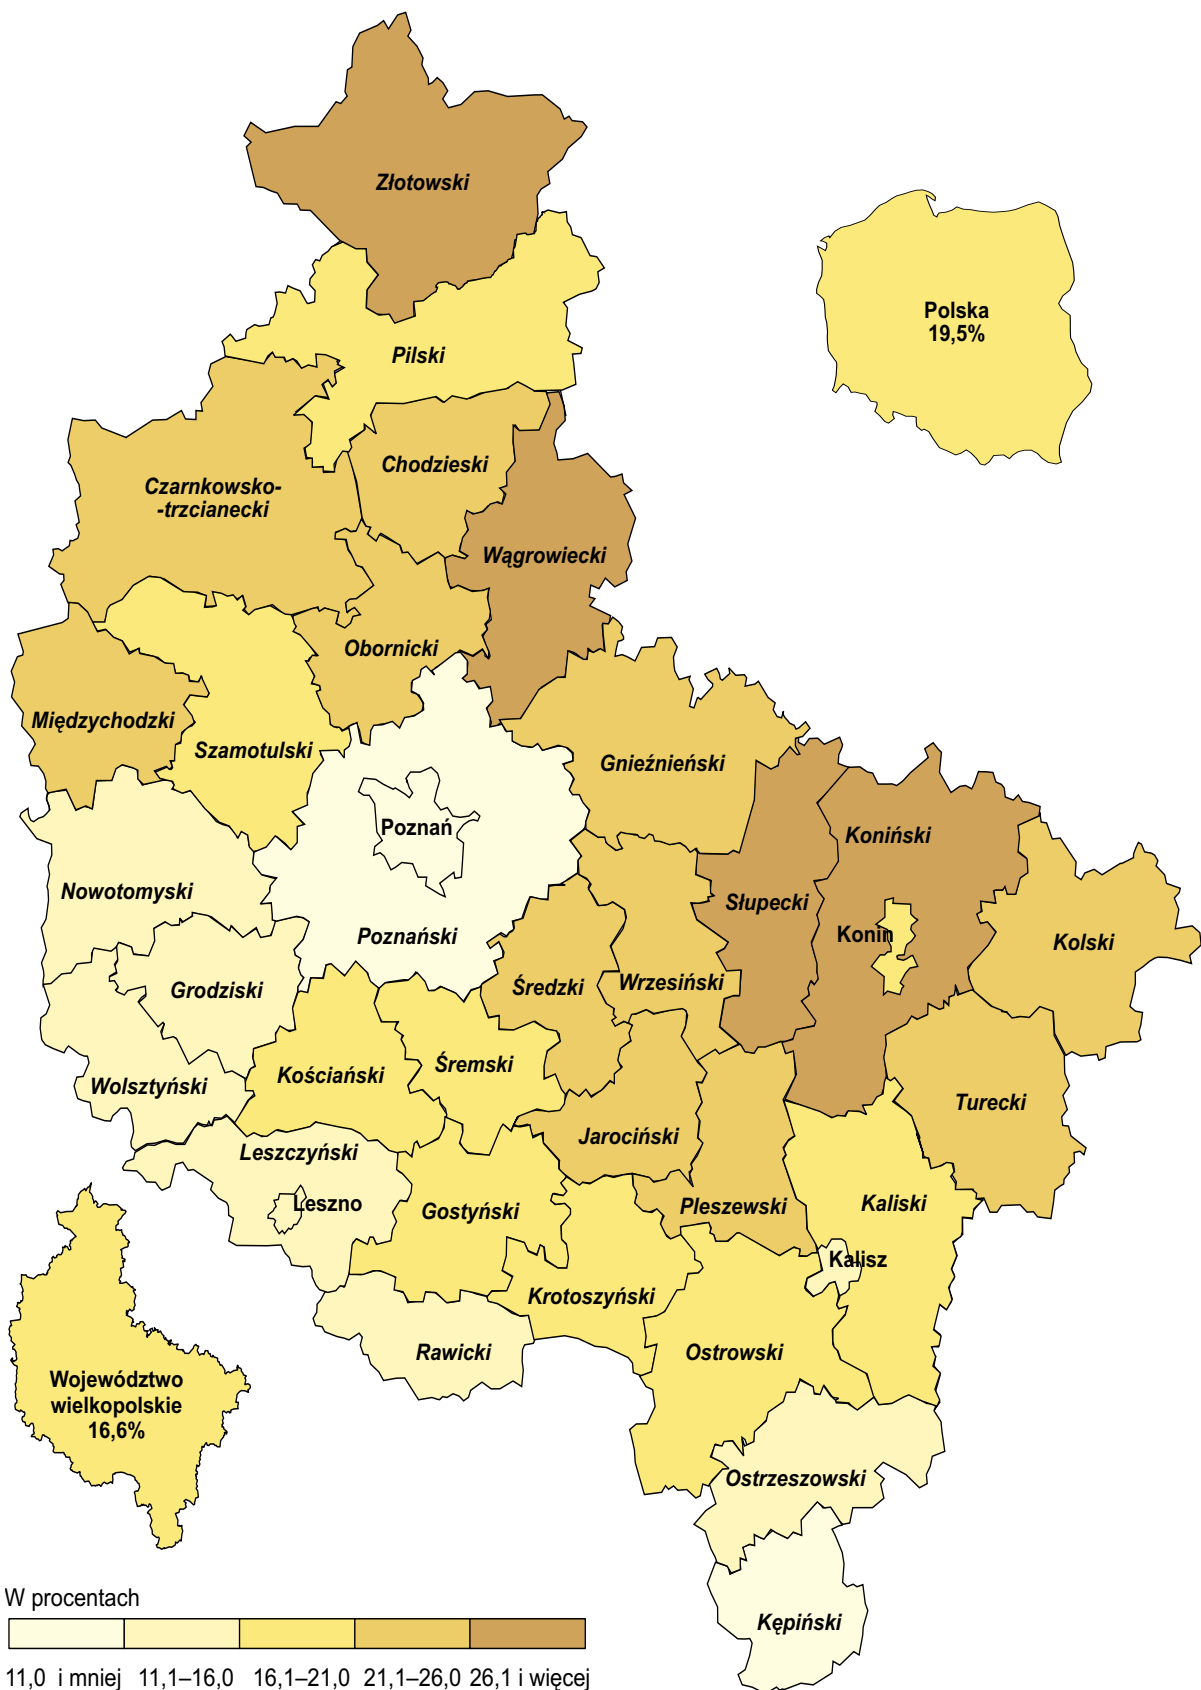 Złotowski
Polska
19,5%
Pilski
Chodzieski
Czarnkowsko-
-trzcianecki
Wągrowiecki
Obornicki
Międzychodzki
Szamotulski
Gnieźnieński
Poznań
Koniński
Nowotomyski
Słupecki
Poznański
Konin
Kolski
Grodziski
Średzki
Wrzesiński
Wolsztyński
Kościański
Śremski
Turecki
Jarociński
Leszczyński
Leszno
Gostyński
Pleszewski
Kaliski
Kalisz
Krotoszyński
Rawicki
Ostrowski
Województwo
wielkopolskie
16,6%
Ostrzeszowski
Kępiński
W procentach
11,0 i mniej 11,1–16,0 16,1–21,0 21,1–26,0 26,1 i więcej